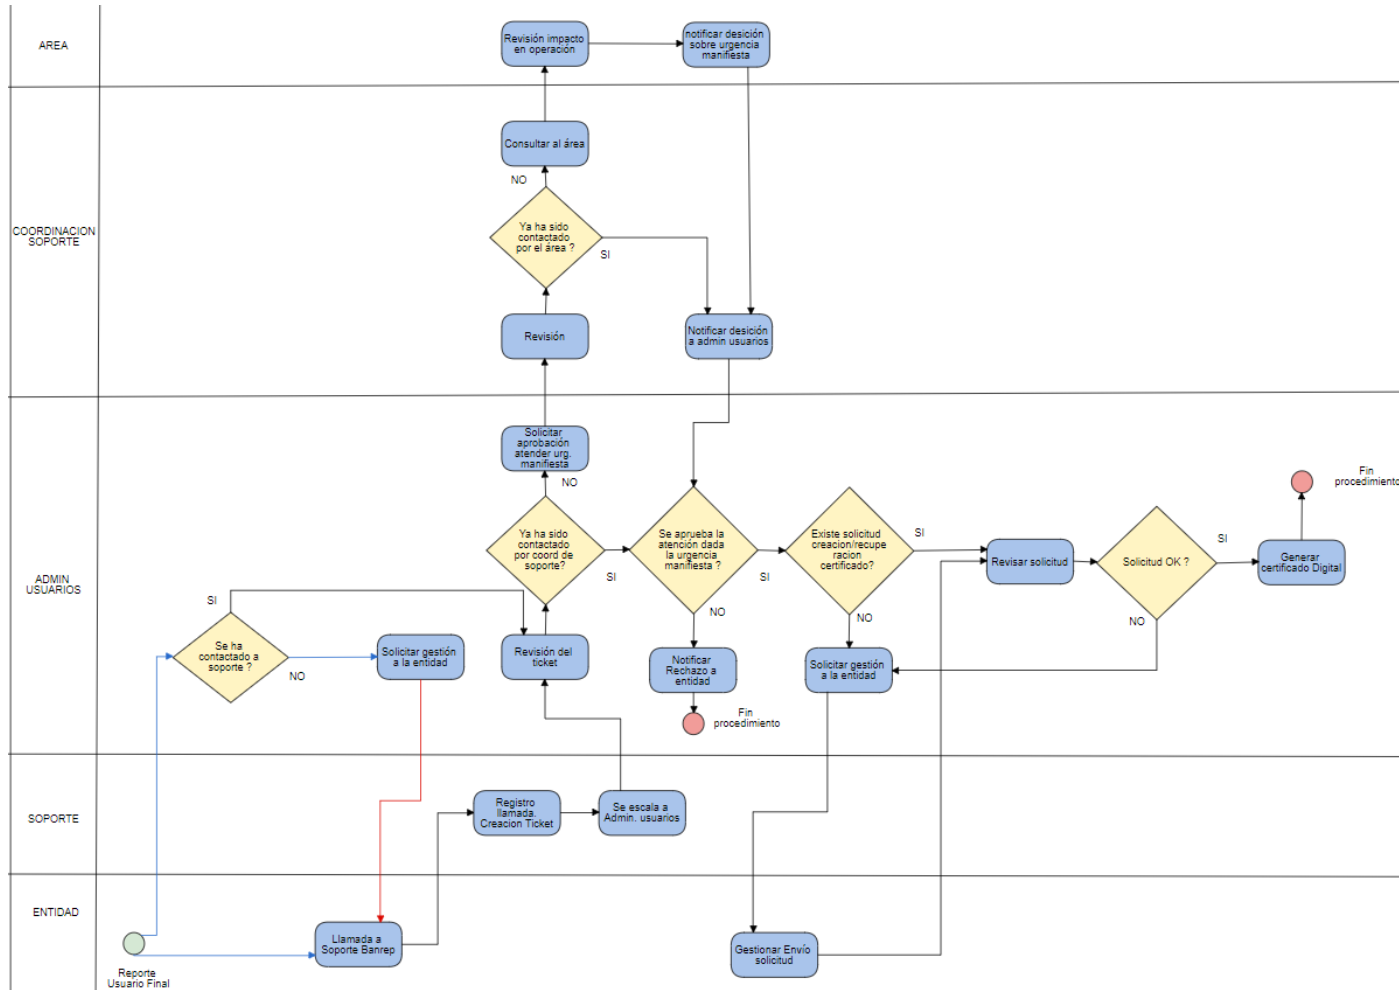 AREA
Revisión impacto
en operación
notificar desición
sobre urgencia
manifiesta
COORDINACION
SOPORTE
Consultar al área
NO
Ya ha sido
contactado
por el área ?
SI
Revisión
Notificar desición
a admin usuarios
ADMIN
USUARIOS
Solicitar
aprobación
atender urg.
manifiesta
NO
Ya ha sido
contactado
por coord de
soporte?
SI
Se aprueba la
atención dada
la urgencia
manifiesta ?
SI
NO
Existe solicitud
creacion/recupe
racion
certificado?
SI
NO
Revisar solicitud
Solicitud OK ?
SI
NO
Generar
certificado Digital
Fin
procedimiento
SI
Se ha
contactado a
soporte ?
NO
Solicitar gestión
a la entidad
Revisión del
ticket
Notificar
Rechazo a
entidad
Fin
procedimiento
Solicitar gestión
a la entidad
SOPORTE
Registro
llamada.
Creacion Ticket
Se escala a
Admin. usuarios
ENTIDAD
Reporte
Usuario Final
Llamada a
Soporte Banrep
Gestionar Envío
solicitud